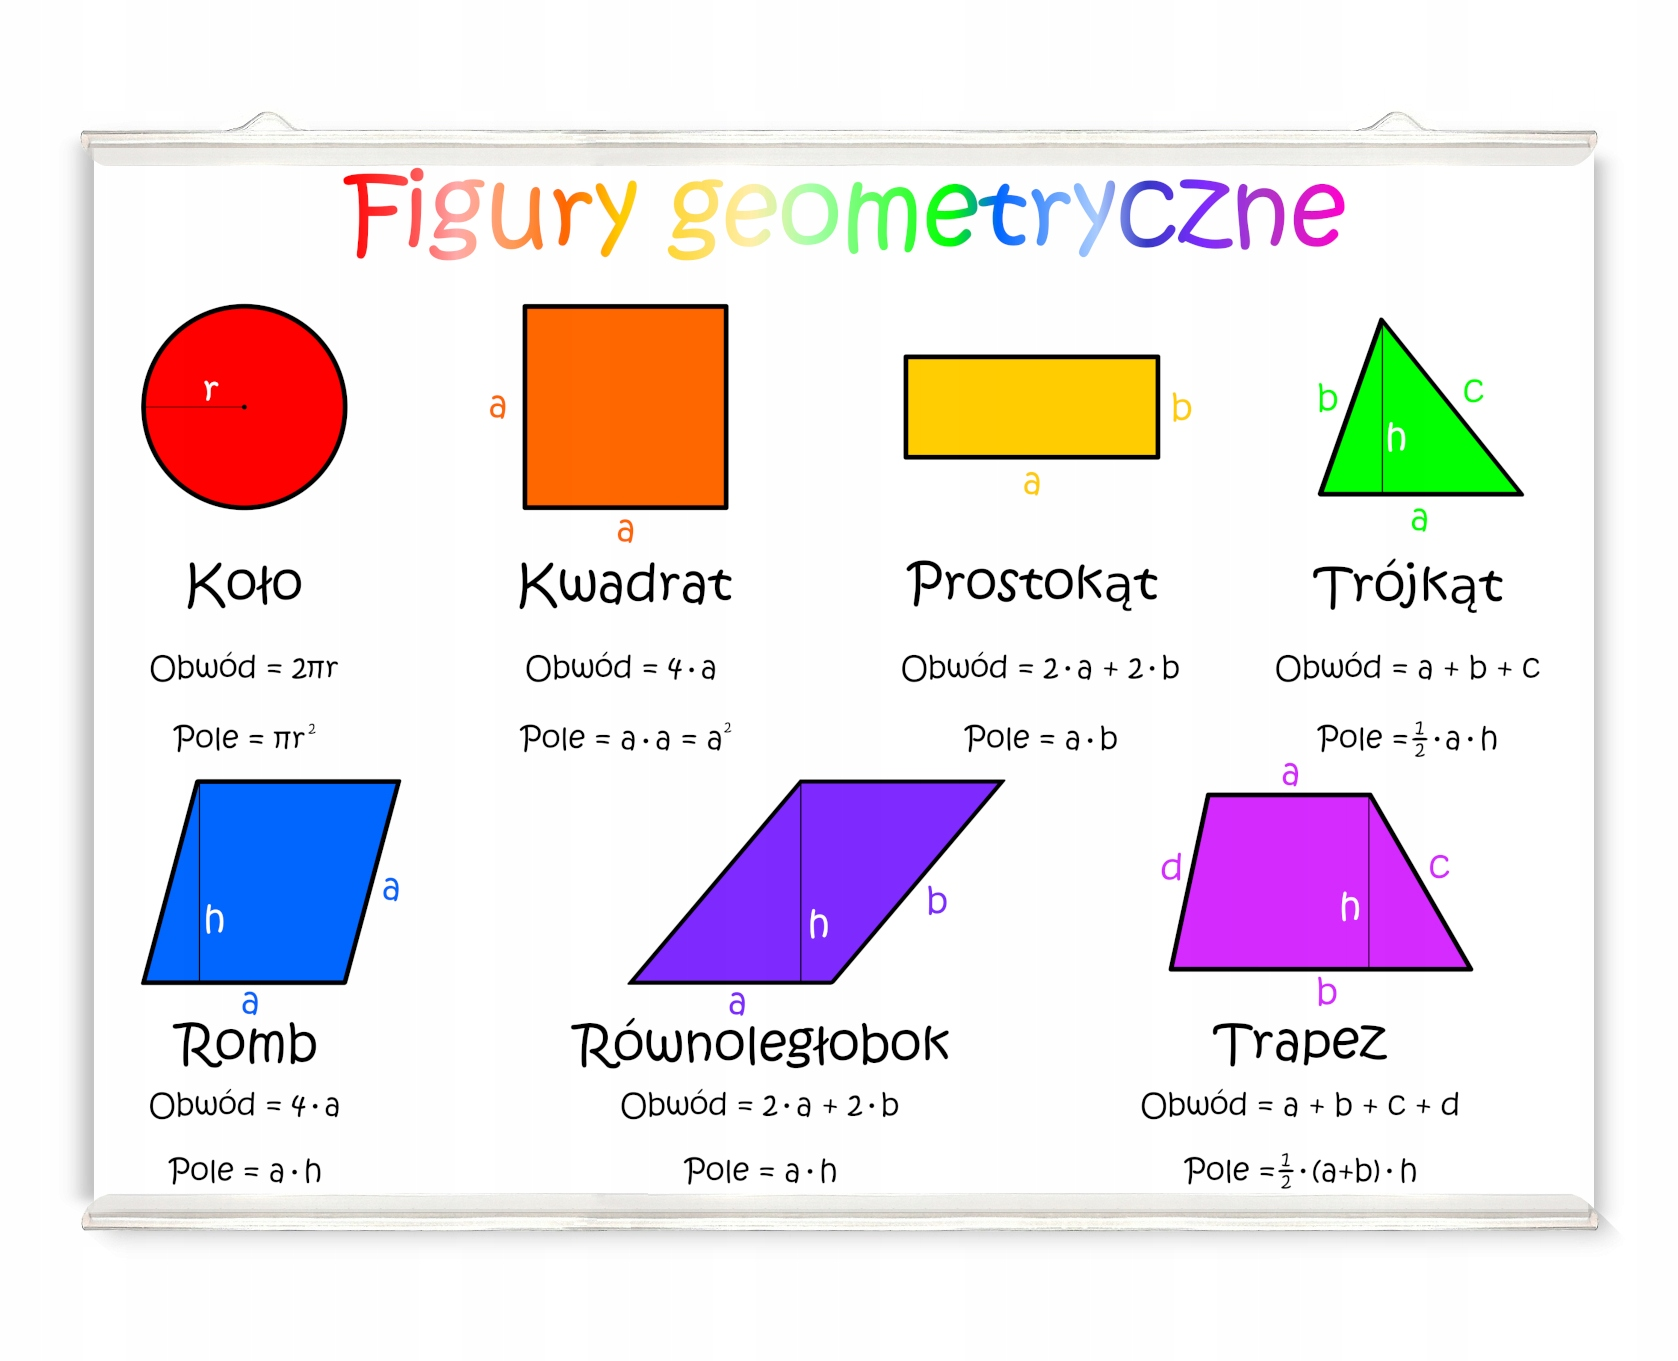 Figury geometryczne
r
a
a
b
a
b
c
h
a
Koło
Kwadrat
Prostokąt
Trójkąt
Obwód = 2πr
Obwód = 4·a
Obwód = 2·a + 2·b
Obwód = a + b + c
Pole = πr²
Pole = a·a = a²
Pole = a·b
Pole =½·a·h
a
h
a
a
h
b
a
d
h
c
b
Romb
Równoległobok
Trapez
Obwód = 4·a
Obwód = 2·a + 2·b
Obwód = a + b + c + d
Pole = a·h
Pole = a·h
Pole =½·(a+b)·h